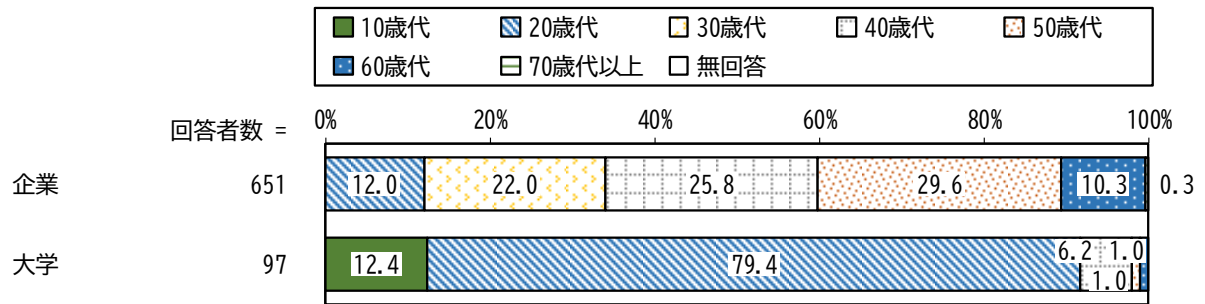 10歳代 20歳代 30歳代 40歳代 50歳代
60歳代 70歳代以上 無回答
回答者数 = 0% 20% 40% 60% 80% 100%
企業 651 12.0 22.0 25.8 29.6 10.3 0.3
大学 97 12.4 79.4 6.2 1.0 1.0